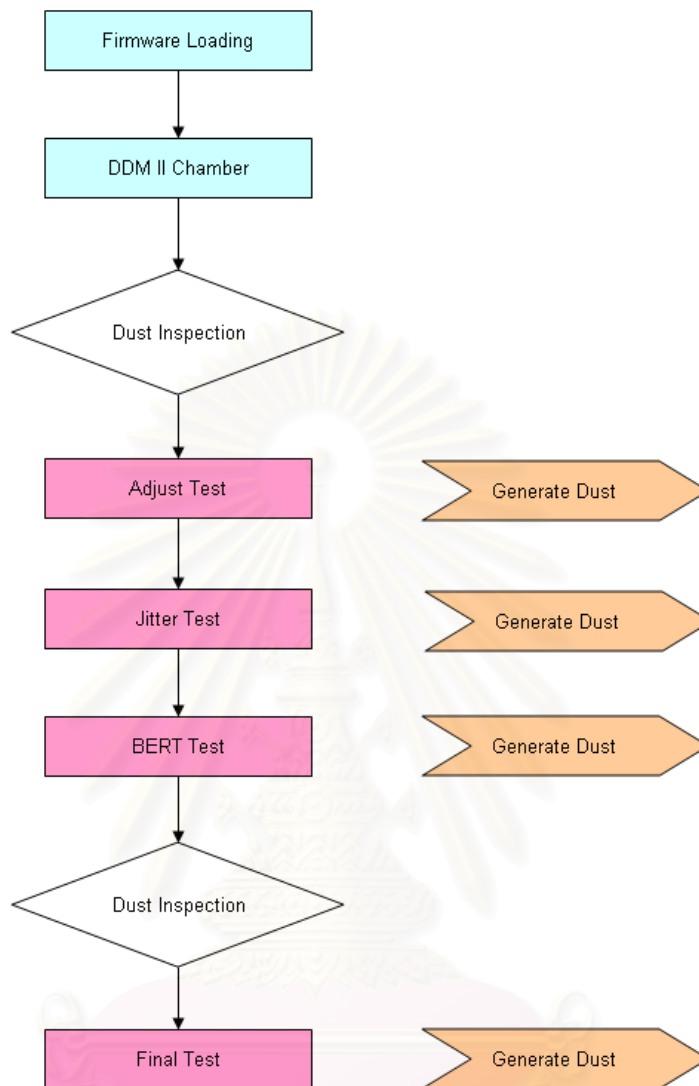 Firmware Loading
DDM II Chamber
Dust Inspection
Adjust Test
Generate Dust
Jitter Test
Generate Dust
BERT Test
Generate Dust
Dust Inspection
Final Test
Generate Dust